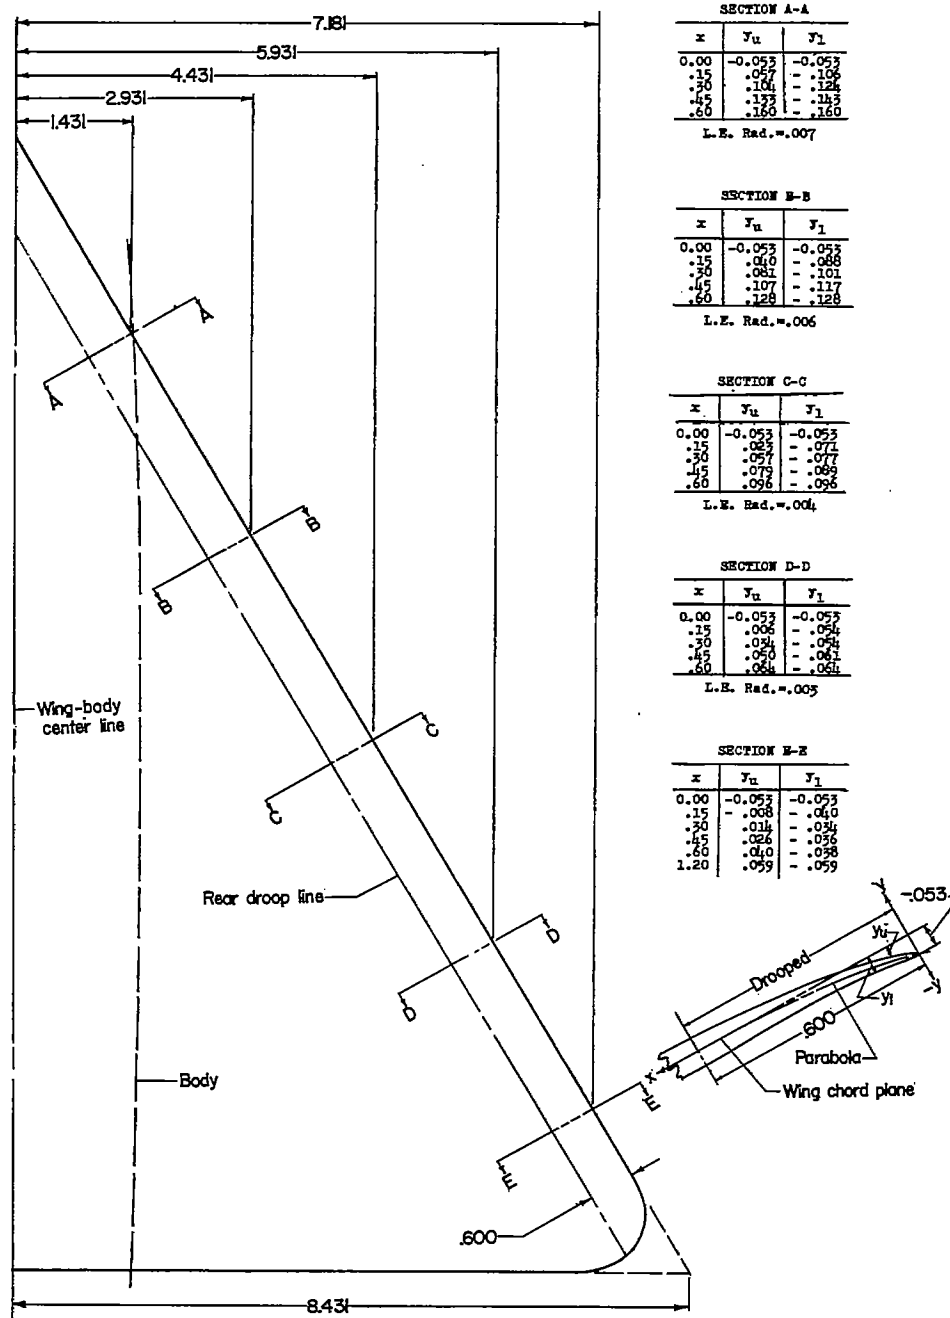 7.181
5.931
4.431
2.931
1.431
A
A
B
B
C
C
D
D
E
E
Wing-body
center line
Rear droop line
Body
.600
8.431
SECTION A-A
x yu yl
0.00 -0.053 -0.053
.15 .057 - .106
.30 .104 - .124
.45 .133 - .143
.60 .160 - .160
L.E. Rad.=.007
SECTION B-B
x yu yl
0.00 -0.053 -0.053
.15 .040 - .088
.30 .081 - .101
.45 .107 - .117
.60 .128 - .128
L.E. Rad.=.006
SECTION C-C
x yu yl
0.00 -0.053 -0.053
.15 .023 - .071
.30 .057 - .077
.45 .079 - .089
.60 .096 - .096
L.E. Rad.=.004
SECTION D-D
x yu yl
0.00 -0.053 -0.053
.15 .006 - .054
.30 .034 - .054
.45 .050 - .061
.60 .064 - .064
L.E. Rad.=.003
SECTION E-E
x yu yl
0.00 -0.053 -0.053
.15 - .008 - .040
.30 .014 - .034
.45 .026 - .036
.60 .040 - .038
1.20 .059 - .059
y
-.053
yu
Drooped
-y
yl
.600
Parabola
x
Wing chord plane